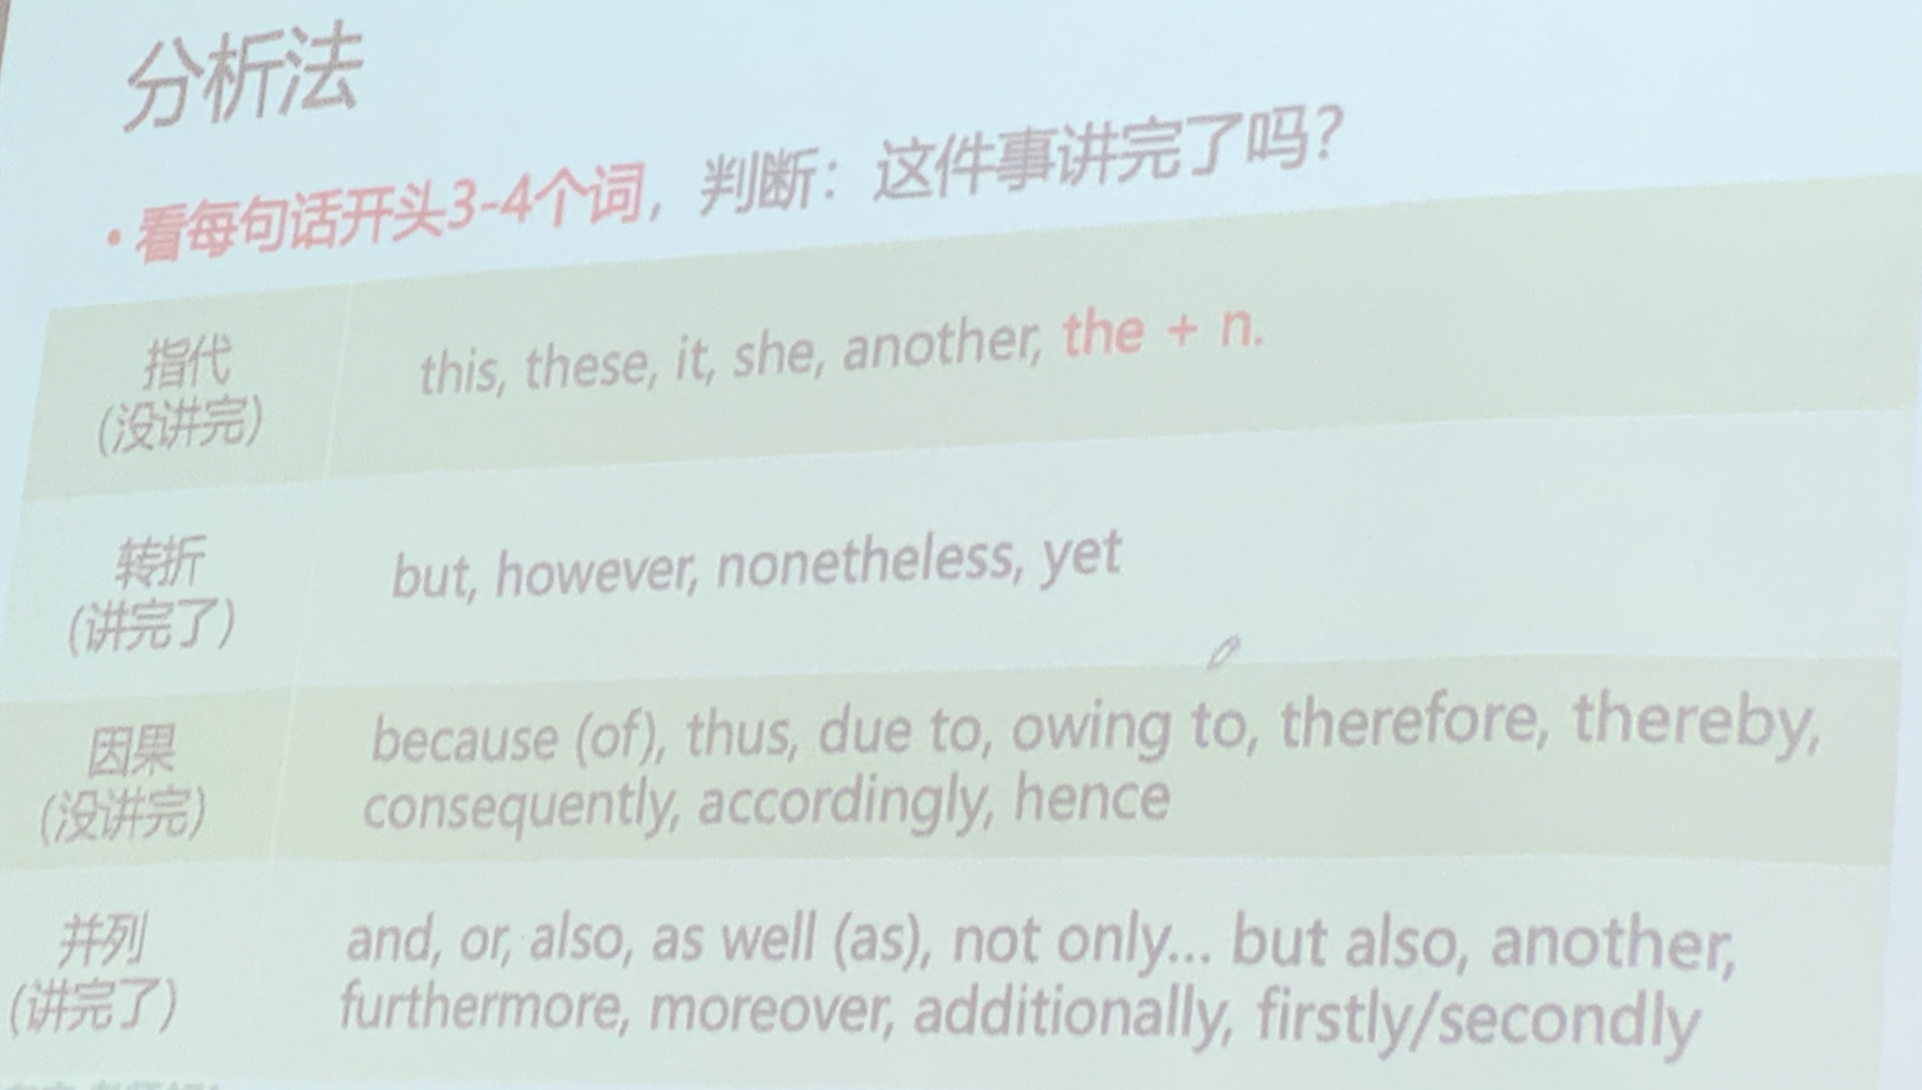 分析法
• 看每句话开头3-4个词，判断：这件事讲完了吗？
指代
(没讲完)
this, these, it, she, another, the + n.
转折
(讲完了)
but, however, nonetheless, yet
因果
(没讲完)
because (of), thus, due to, owing to, therefore, thereby,
consequently, accordingly, hence
并列
(讲完了)
and, or, also, as well (as), not only... but also, another,
furthermore, moreover, additionally, firstly/secondly